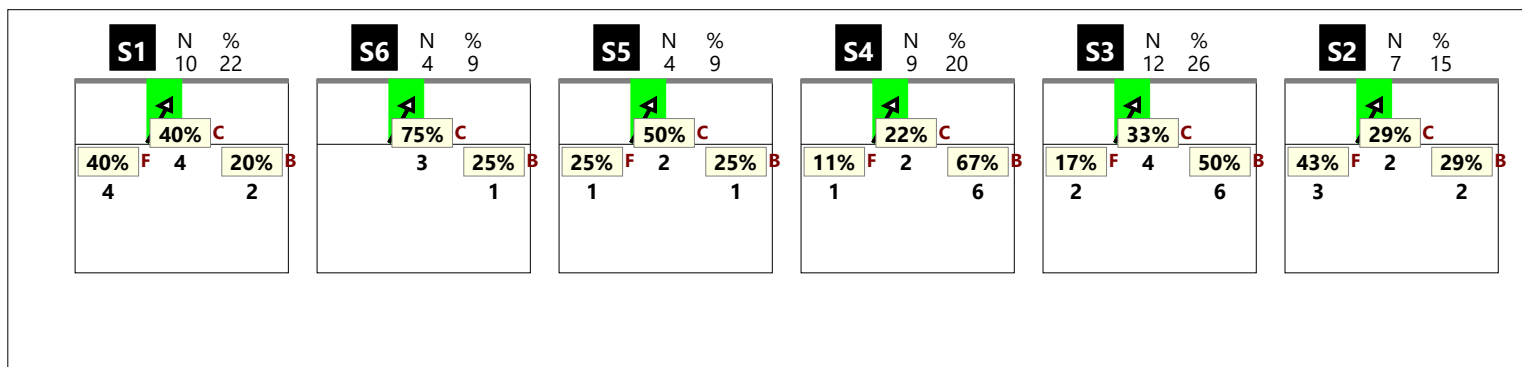 S1 N % S6 N % S5 N % S4 N % S3 N % S2 N %
10 22 4 9 4 9 9 20 12 26 7 15
40% C 75% C 50% C 22% C 33% C 29% C
40% F 4 20% B 3 25% B 25% F 2 25% B 11% F 2 67% B 17% F 4 50% B 43% F 2 29% B
4 2 1 1 1 1 6 2 6 3 2